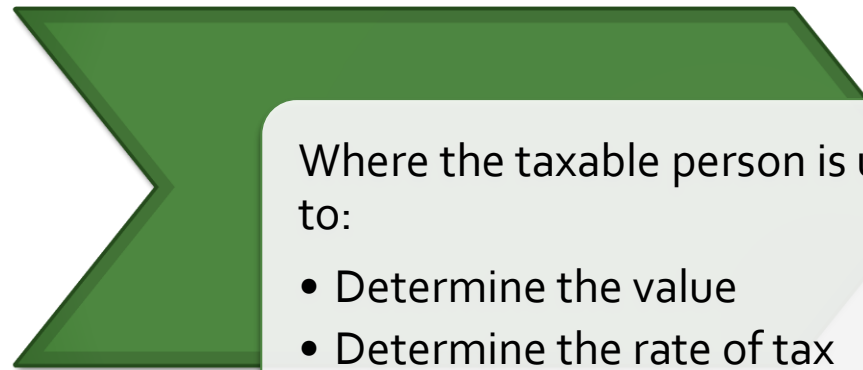 Where the taxable person is
to:
• Determine the value
• Determine the rate of tax